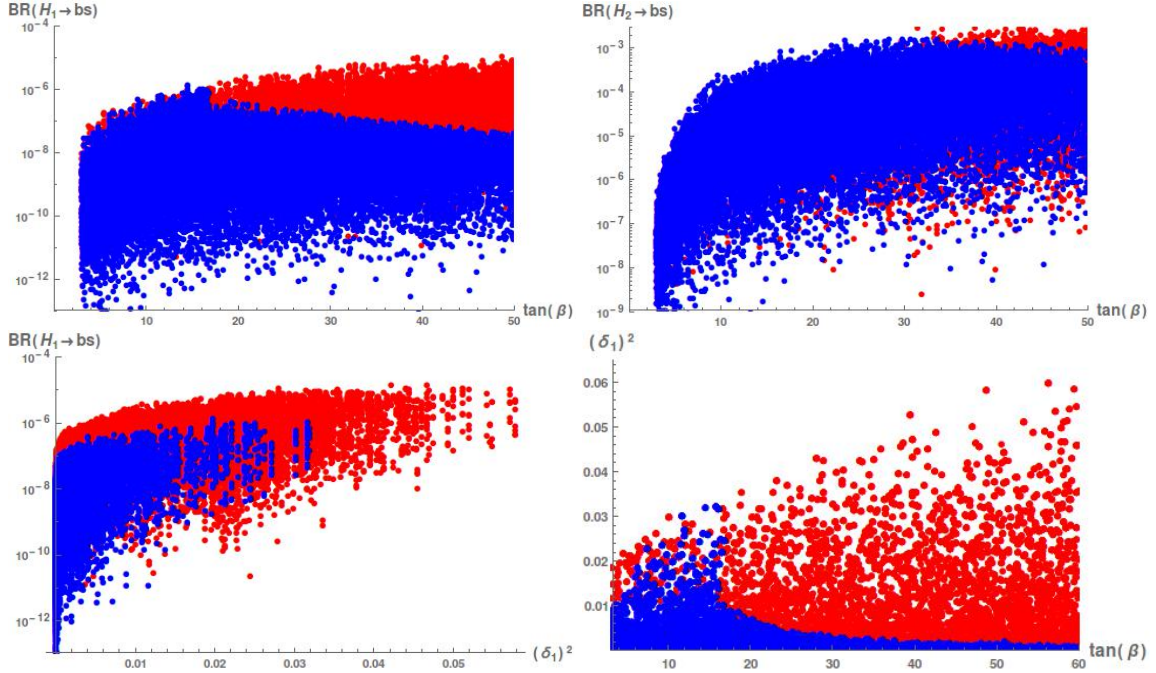 BR(H₁→bs)
10⁻⁴
10⁻⁶
10⁻⁸
10⁻¹⁰
10⁻¹²
10 20 30 40 50 tan(β)
BR(H₂→bs)
10⁻³
10⁻⁴
10⁻⁵
10⁻⁶
10⁻⁷
10⁻⁸
10⁻⁹
10 20 30 40 50 tan(β)
BR(H₁→bs)
10⁻⁴
10⁻⁶
10⁻⁸
10⁻¹⁰
10⁻¹²
0.01 0.02 0.03 0.04 0.05 (δ₁)²
(δ₁)²
0.06
0.05
0.04
0.03
0.02
0.01
10 20 30 40 50 60 tan(β)